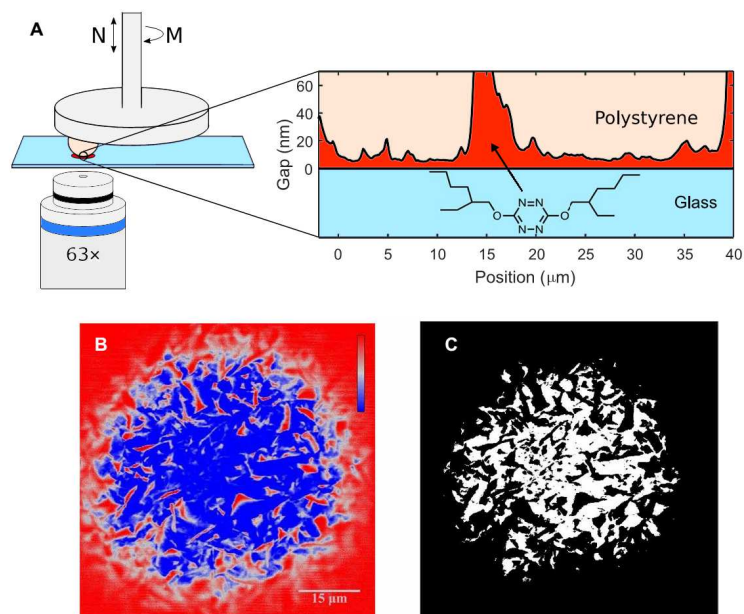 A
N
M
63×
60
40
20
0
Gap (nm)
Polystyrene
Glass
N
N
N
N
O
O
0
5
10
15
20
25
30
35
40
Position (μm)
B
15 μm
C